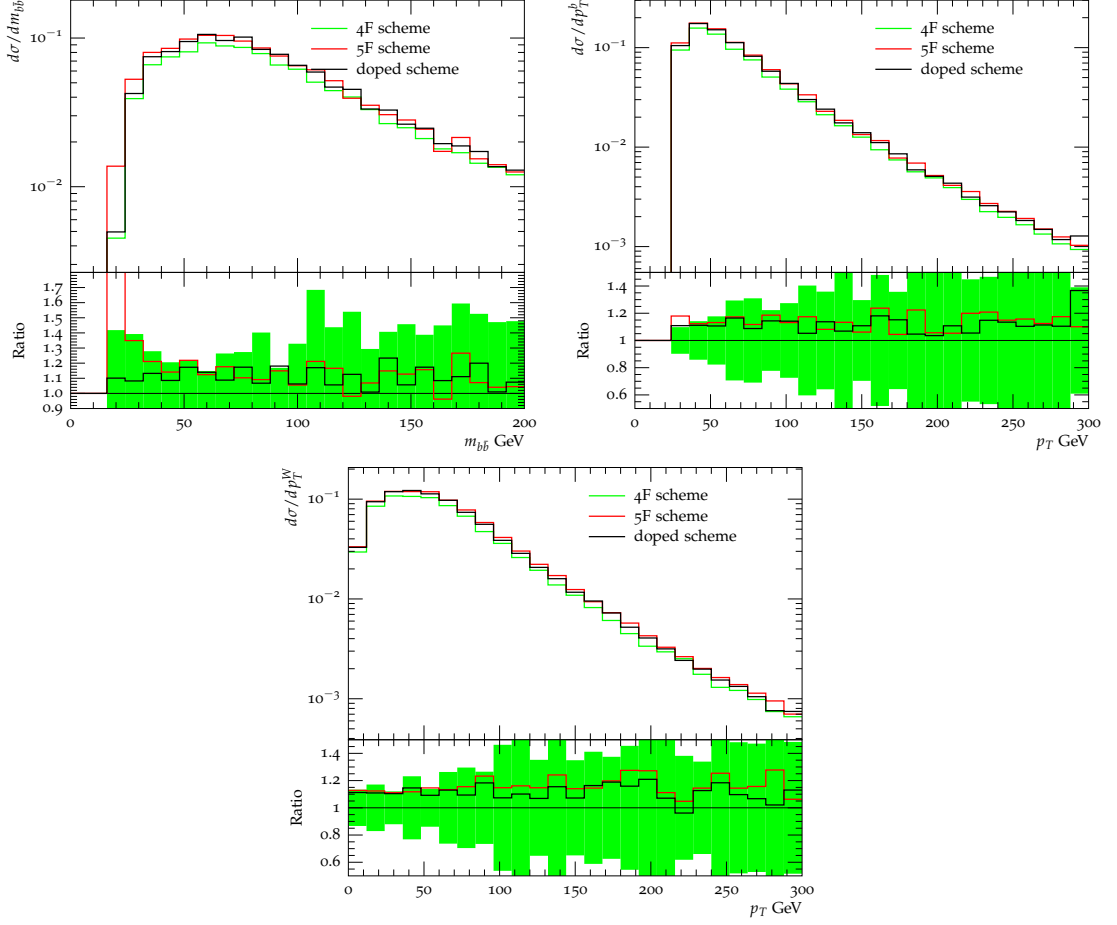 dσ/dm_{bb̄}
10⁻¹
10⁻²
4F scheme
5F scheme
doped scheme
Ratio
1.7
1.6
1.5
1.4
1.3
1.2
1.1
1.0
0.9
0 50 100 150 200
m_{bb̄} GeV
dσ/dp_T^b
10⁻¹
10⁻²
10⁻³
4F scheme
5F scheme
doped scheme
Ratio
1.4
1.2
1
0.8
0.6
0 50 100 150 200 250 300
p_T GeV
dσ/dp_T^W
10⁻¹
10⁻²
10⁻³
4F scheme
5F scheme
doped scheme
Ratio
1.4
1.2
1
0.8
0.6
0 50 100 150 200 250 300
p_T GeV